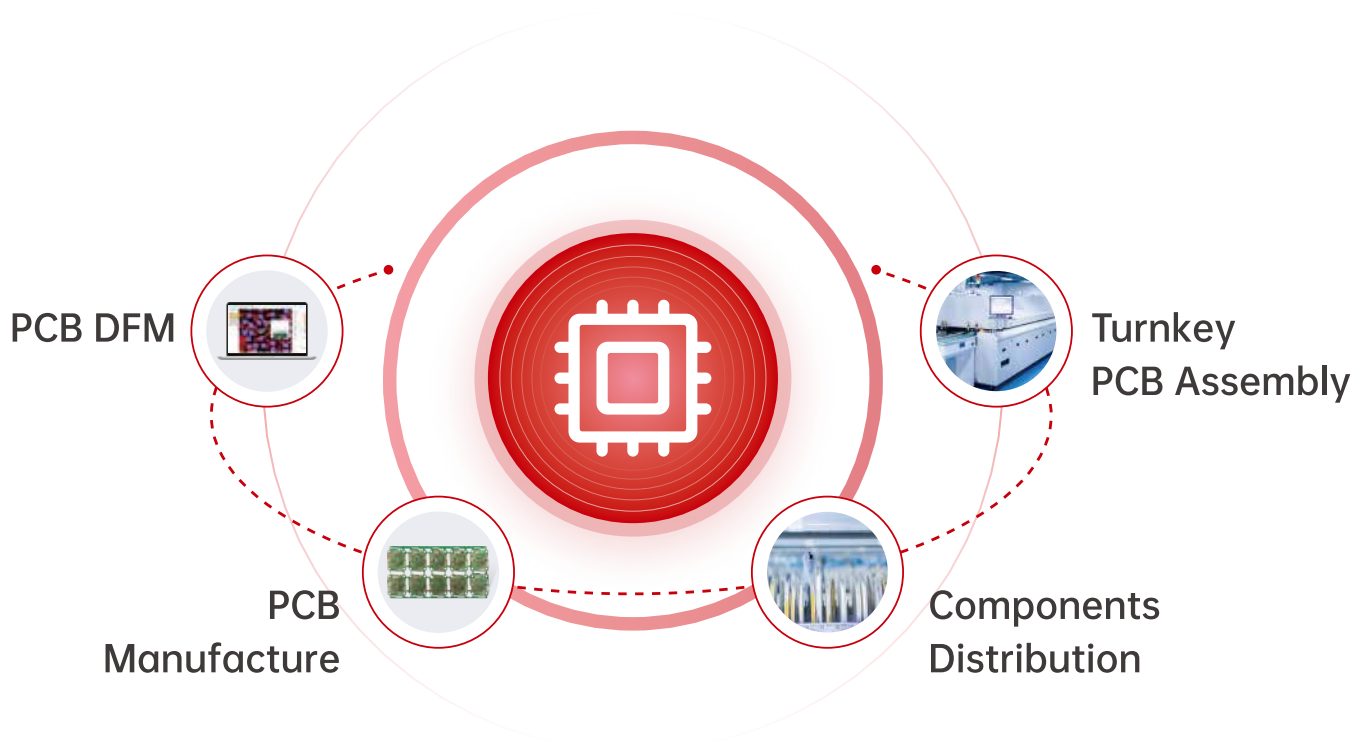 PCB DFM
Turnkey
PCB Assembly
PCB
Manufacture
Components
Distribution